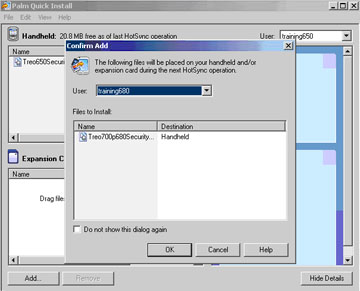 Palm Quick Install
File Edit View Help
Handheld: 20.8 MB free as of last HotSync operation
User: training650
Name
Treo650Security
Confirm Add
The following files will be placed on your handheld and/or
expansion card during the next HotSync operation.
User: training680
Files to Install:
Name Destination
Treo700p680Security... Handheld
Expansion C
Name
Drag file
Do not show this dialog again
OK Cancel Help
Add... Remove Hide Details